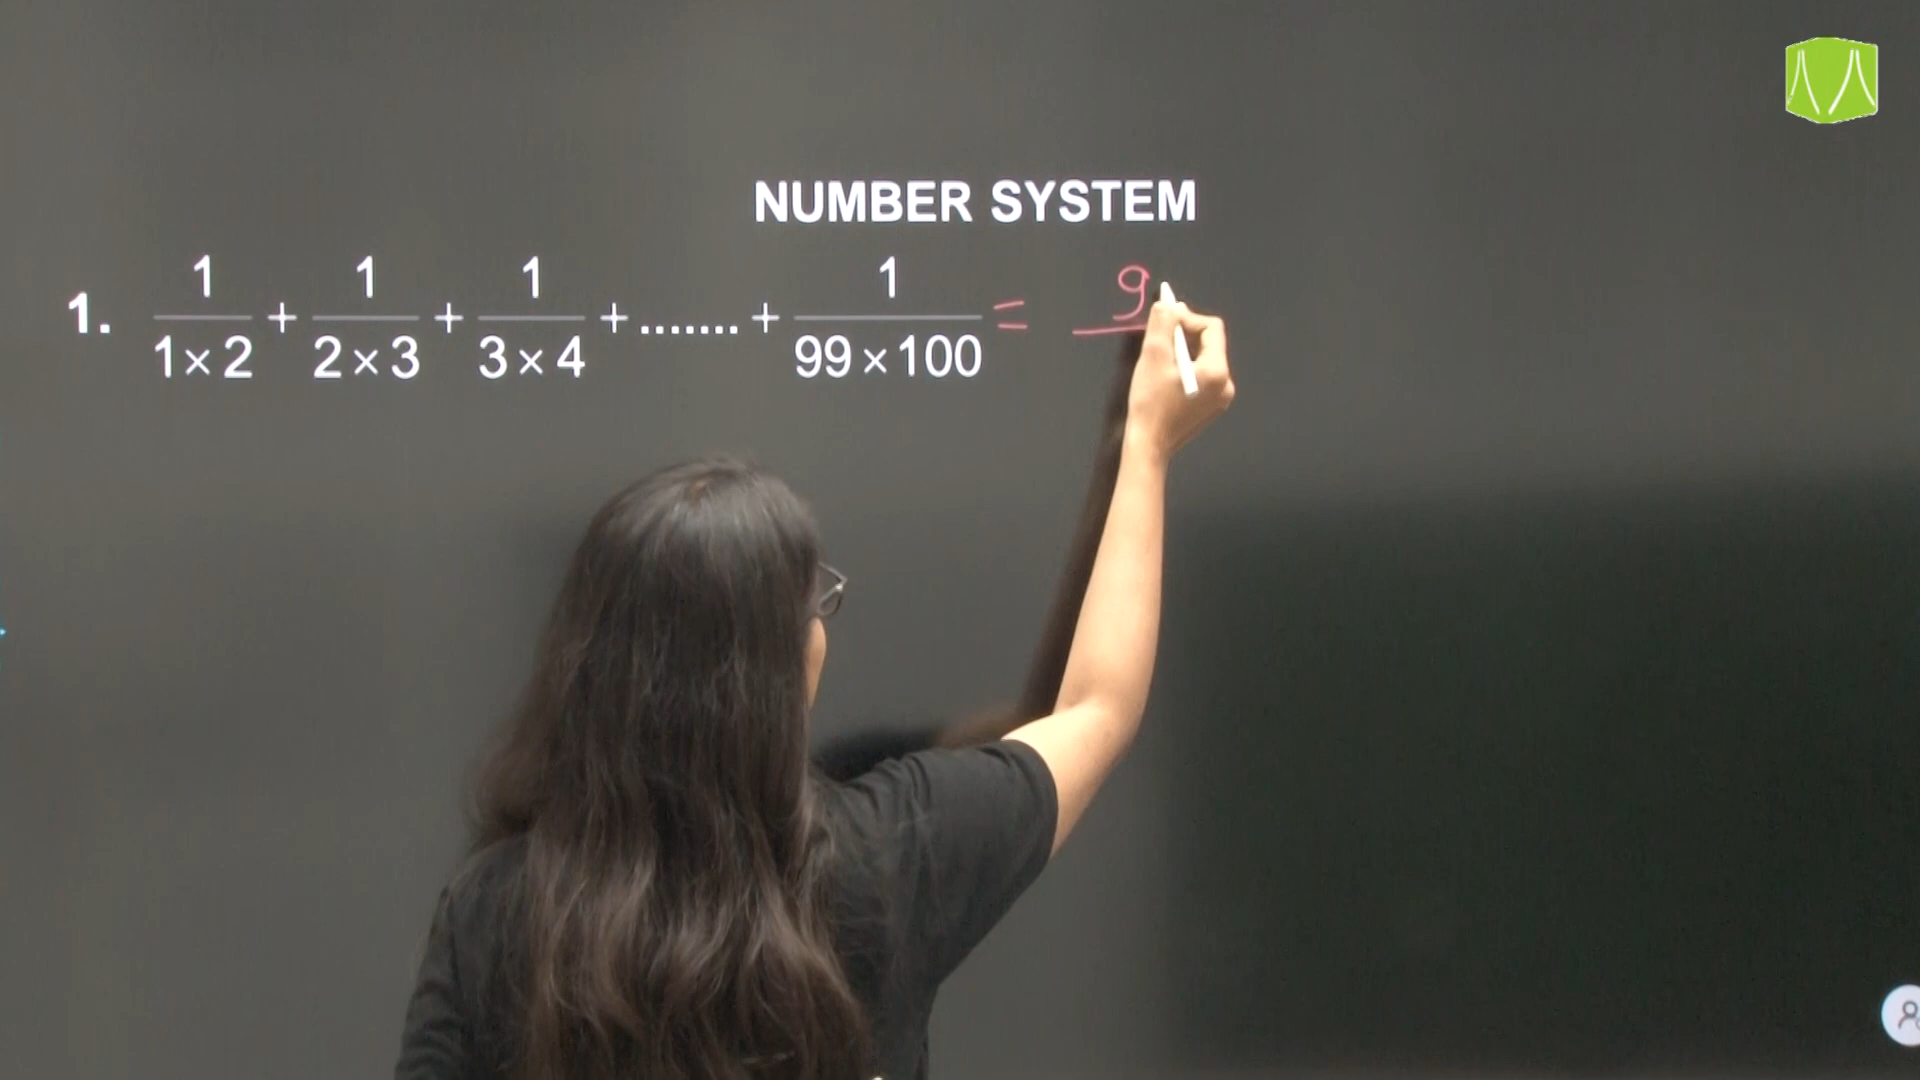 NUMBER SYSTEM
1. 1/1×2 + 1/2×3 + 1/3×4 + ....... + 1/99×100 = 9